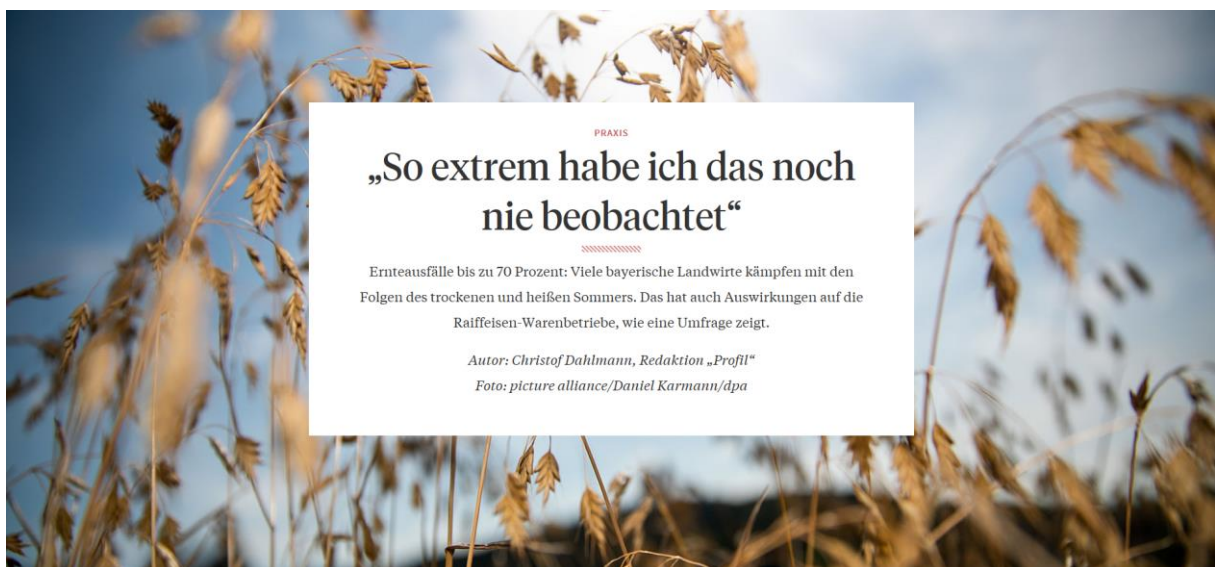 PRAXIS
„So extrem habe ich das noch
nie beobachtet“
Ernteausfälle bis zu 70 Prozent: Viele bayerische Landwirte kämpfen mit den
Folgen des trockenen und heißen Sommers. Das hat auch Auswirkungen auf die
Raiffeisen-Warenbetriebe, wie eine Umfrage zeigt.
Autor: Christof Dahlmann, Redaktion „Profil“
Foto: picture alliance/Daniel Karmann/dpa